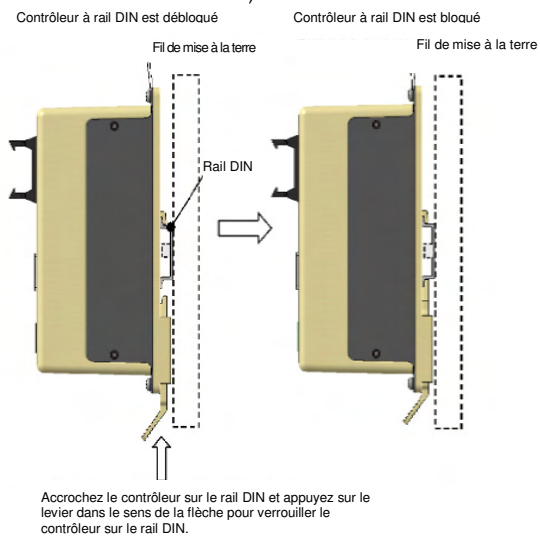 Contrôleur à rail DIN est débloqué
Contrôleur à rail DIN est bloqué
Fil de mise à la terre
Fil de mise à la terre
Rail DIN
Accrochez le contrôleur sur le rail DIN et appuyez sur le
levier dans le sens de la flèche pour verrouiller le
contrôleur sur le rail DIN.